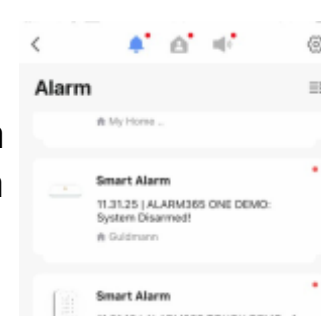 Alarm
My Home ..
Smart Alarm
11.31.25 | ALARM365 ONE DEMO:
System Disarmed!
Guldmann
Smart Alarm